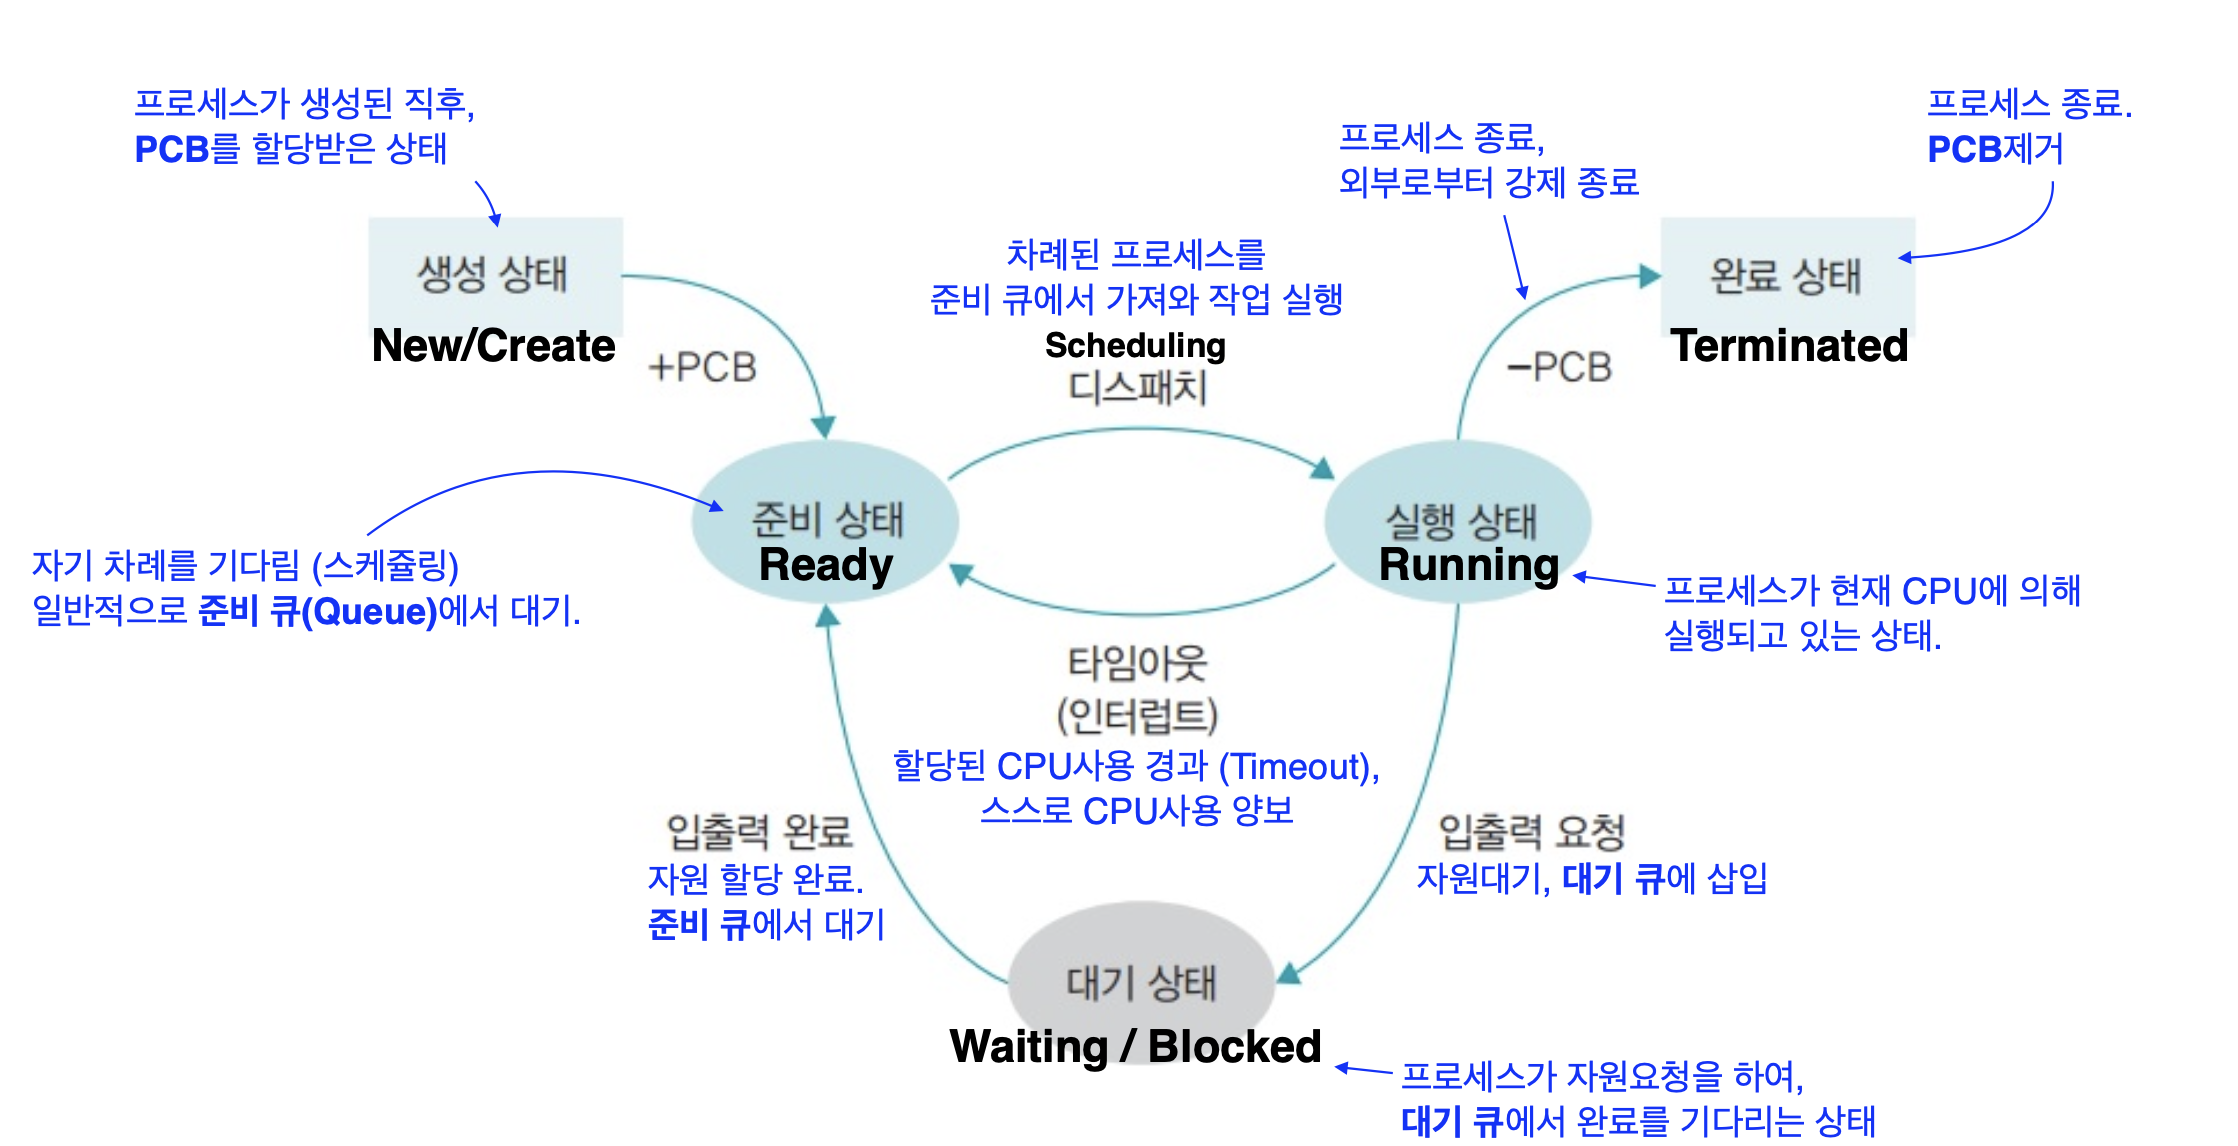 프로세스가 생성된 직후,
PCB를 할당받은 상태
생성 상태
New/Create
+PCB
차례된 프로세스를
준비 큐에서 가져와 작업 실행
Scheduling
디스패치
프로세스 종료,
외부로부터 강제 종료
프로세스 종료.
PCB제거
완료 상태
Terminated
–PCB
자기 차례를 기다림 (스케쥴링)
일반적으로 준비 큐(Queue)에서 대기.
준비 상태
Ready
실행 상태
Running
프로세스가 현재 CPU에 의해
실행되고 있는 상태.
타임아웃
(인터럽트)
할당된 CPU사용 경과 (Timeout),
스스로 CPU사용 양보
입출력 완료
자원 할당 완료.
준비 큐에서 대기
입출력 요청
자원대기, 대기 큐에 삽입
대기 상태
Waiting / Blocked
프로세스가 자원요청을 하여,
대기 큐에서 완료를 기다리는 상태